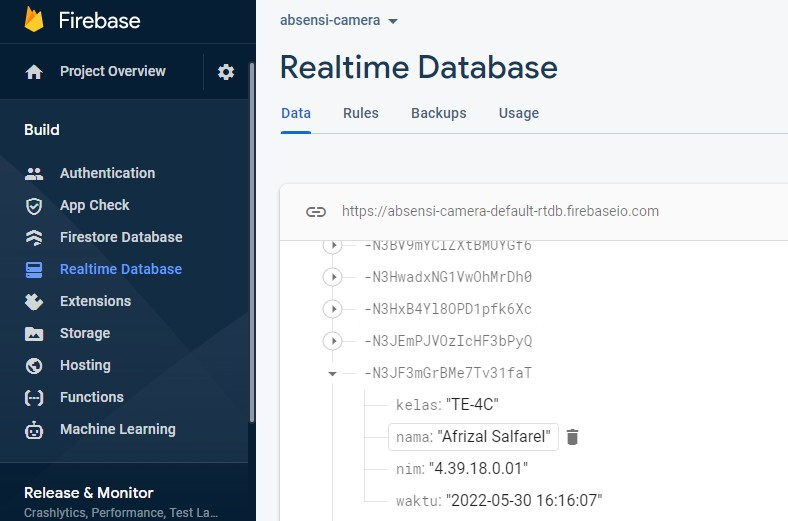 Firebase
Project Overview
Build
Authentication
App Check
Firestore Database
Realtime Database
Extensions
Storage
Hosting
Functions
Machine Learning
Release & Monitor
Crashlytics, Performance, Test La...
absensi-camera
Realtime Database
Data Rules Backups Usage
https://absensi-camera-default-rtdb.firebaseio.com
-N3HwadxNG1VwOhMrDh0
-N3HxB4Yl8OPD1pfk6Xc
-N3JEmPJVOzIcHF3bPyQ
-N3JF3mGrBMe7Tv31faT
kelas: "TE-4C"
nama: "Afrizal Salfarel"
nim: "4.39.18.0.01"
waktu: "2022-05-30 16:16:07"